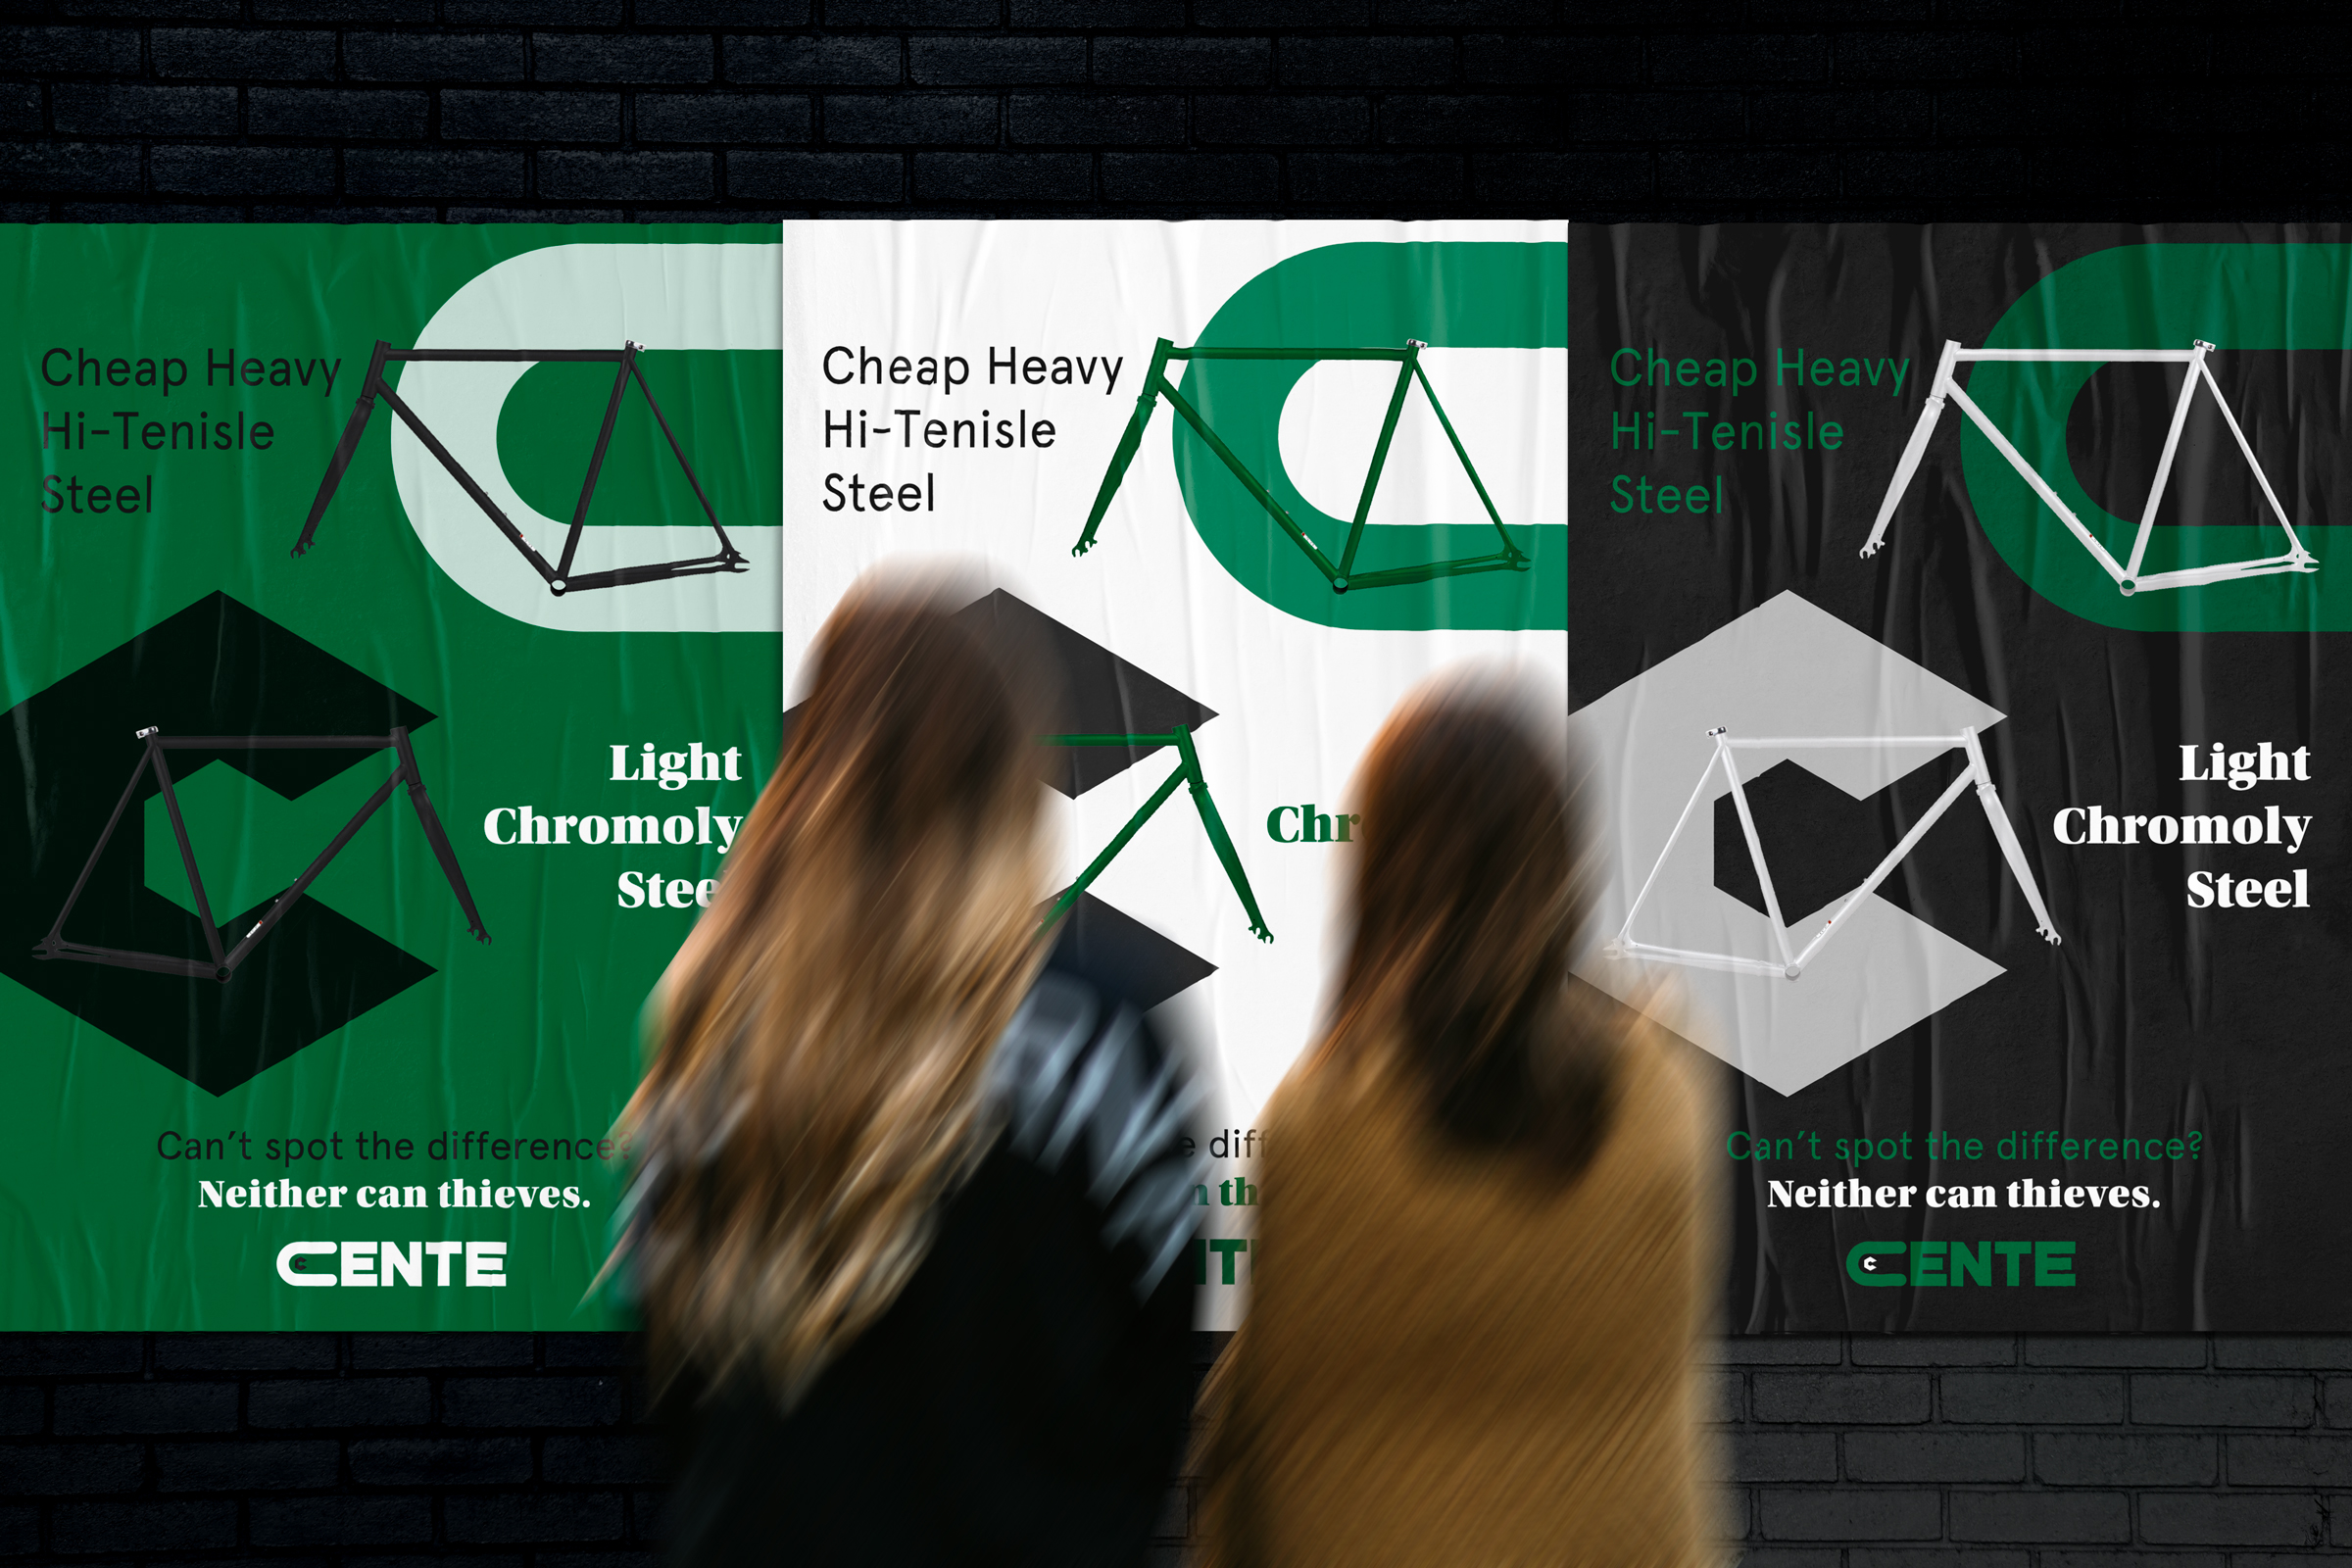 Cheap Heavy
Hi-Tenisle
Steel
Light
Chromoly
Steel
Can't spot the difference?
Neither can thieves.
CENTE
Cheap Heavy
Hi-Tenisle
Steel
Cheap Heavy
Hi-Tenisle
Steel
Light
Chromoly
Steel
Can't spot the difference?
Neither can thieves.
CENTE